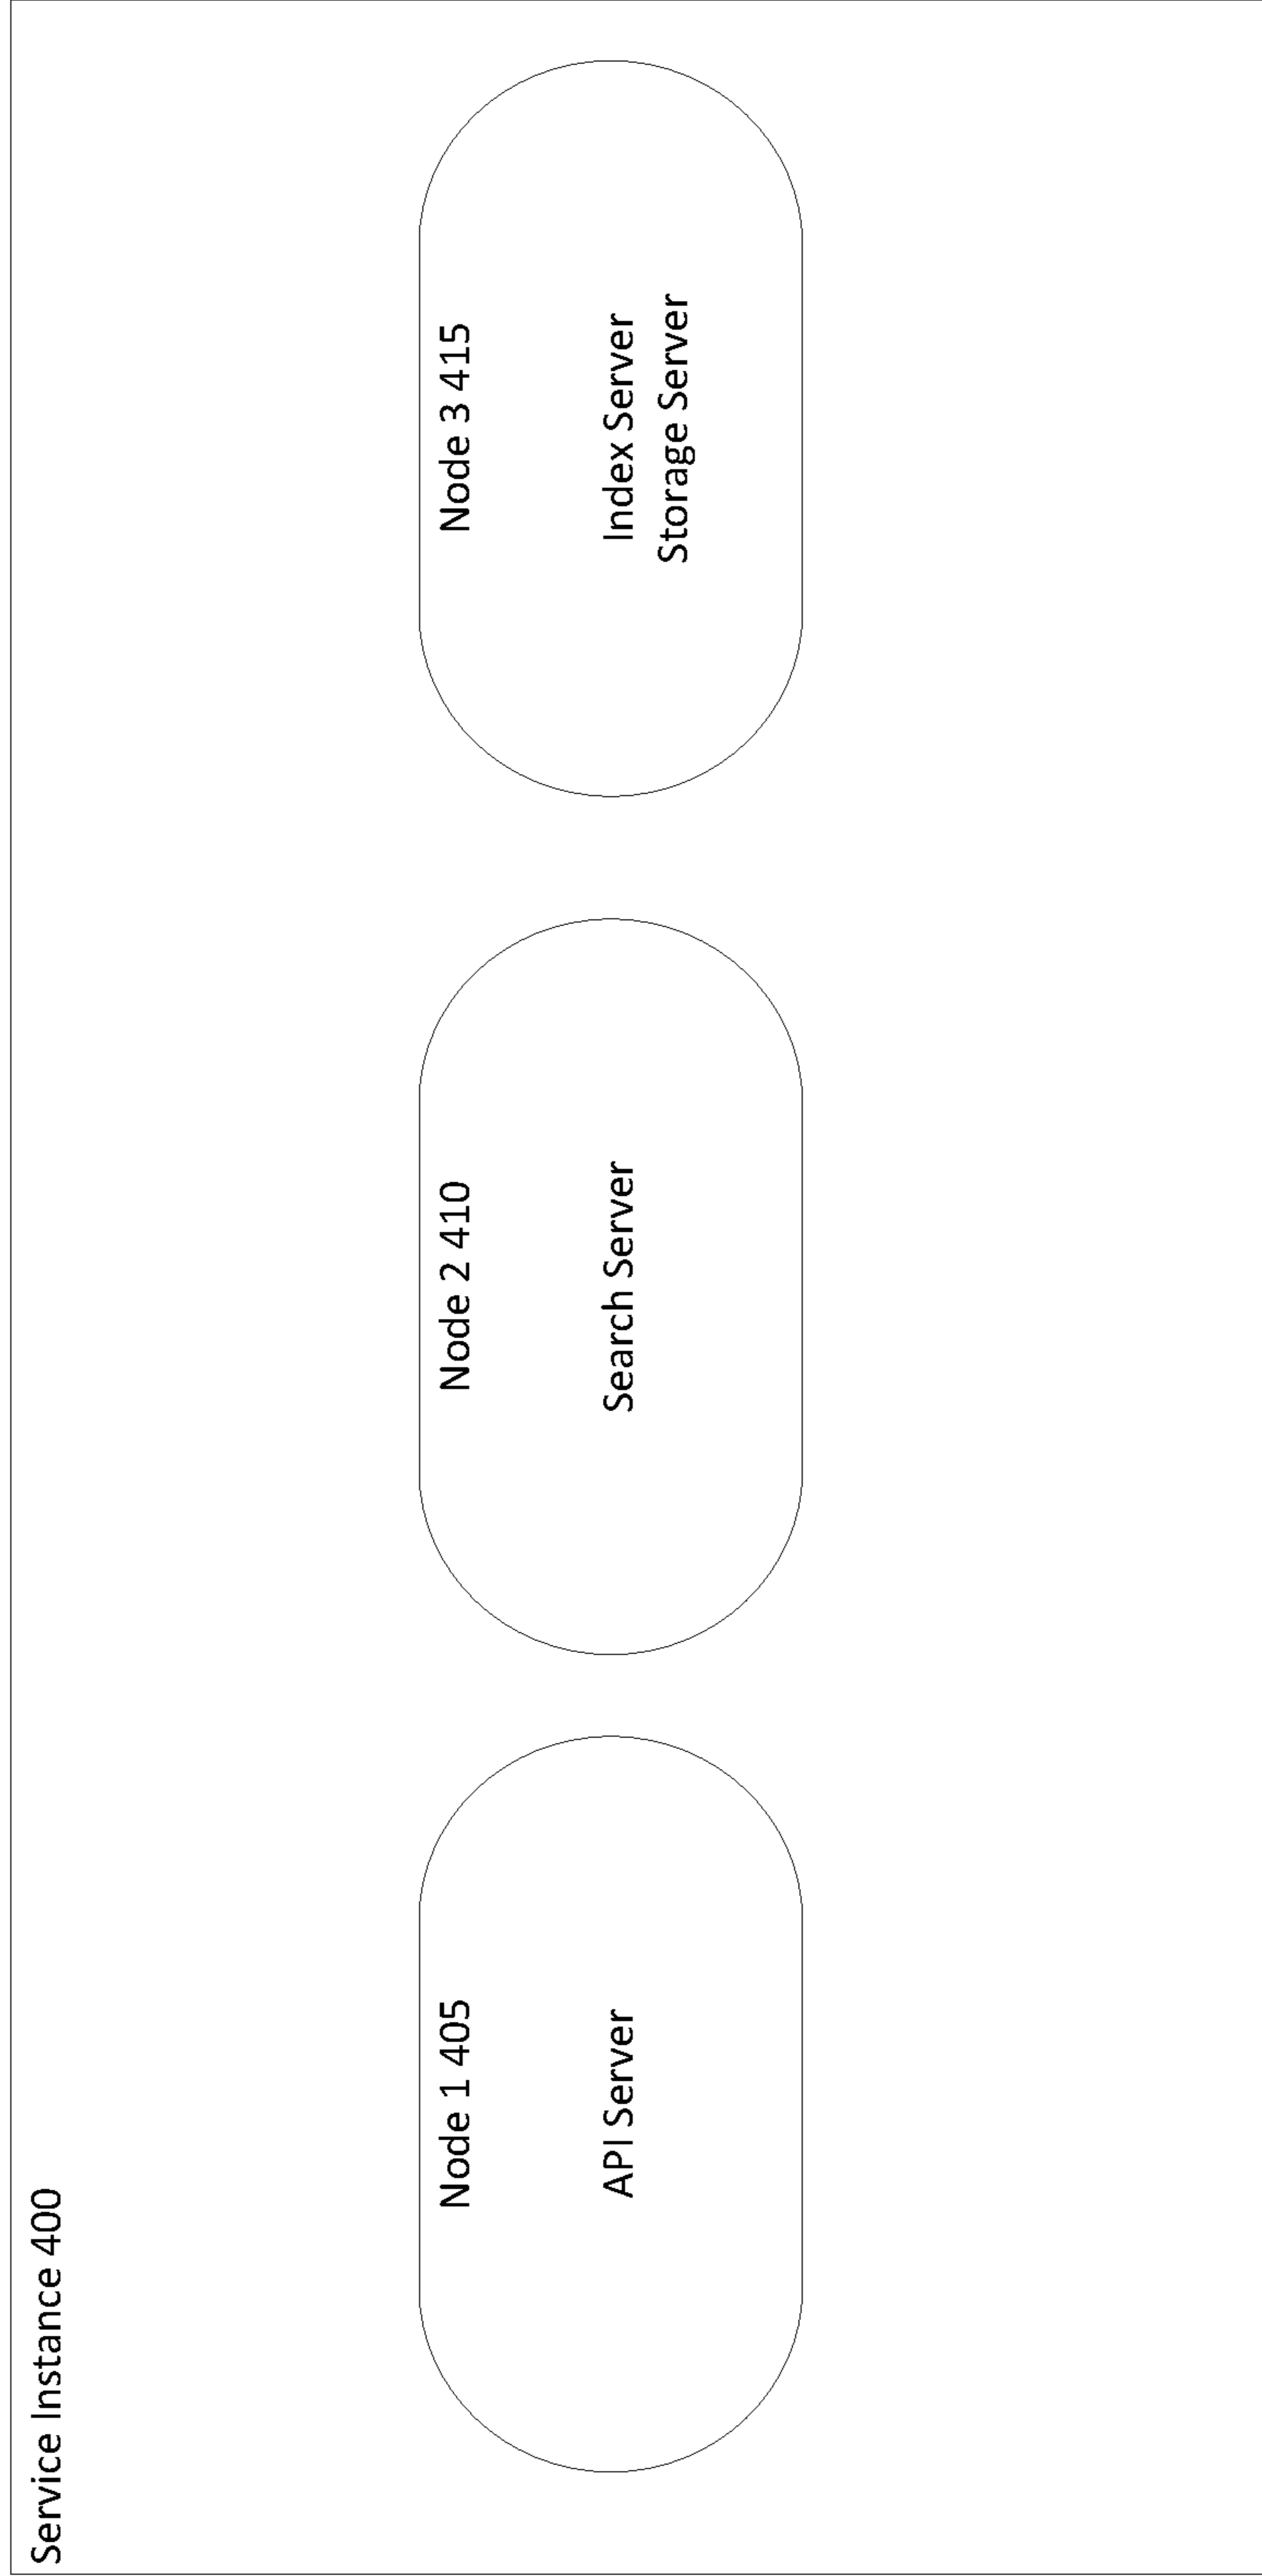 Service Instance 400
Node 1 405
API Server
Node 2 410
Search Server
Node 3 415
Index Server
Storage Server